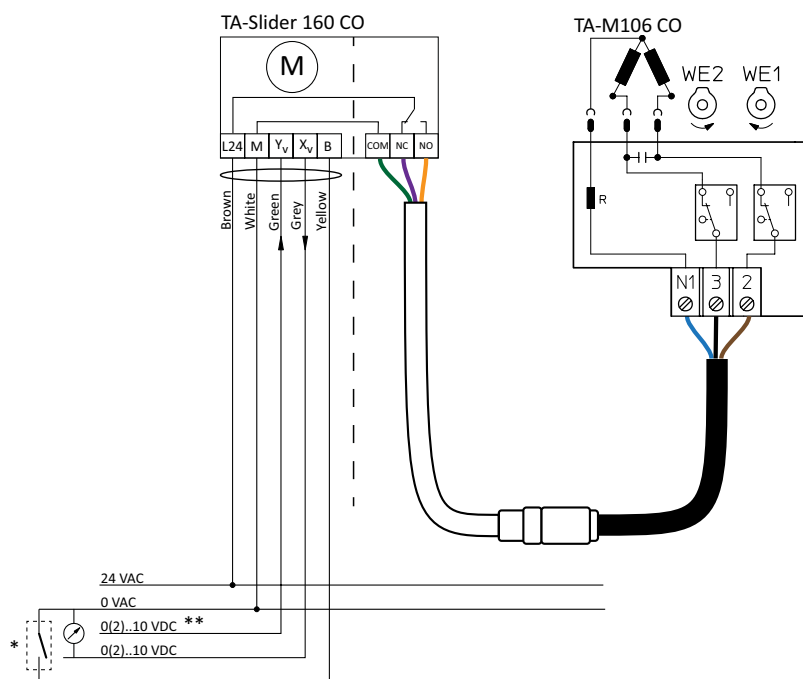 TA-Slider 160 CO
TA-M106 CO
M
WE2 WE1
L24 M Yv Xv B COM NC NO
R
Brown White Green Grey Yellow
N1 3 2
24 VAC
0 VAC
0(2)..10 VDC **
* 0(2)..10 VDC